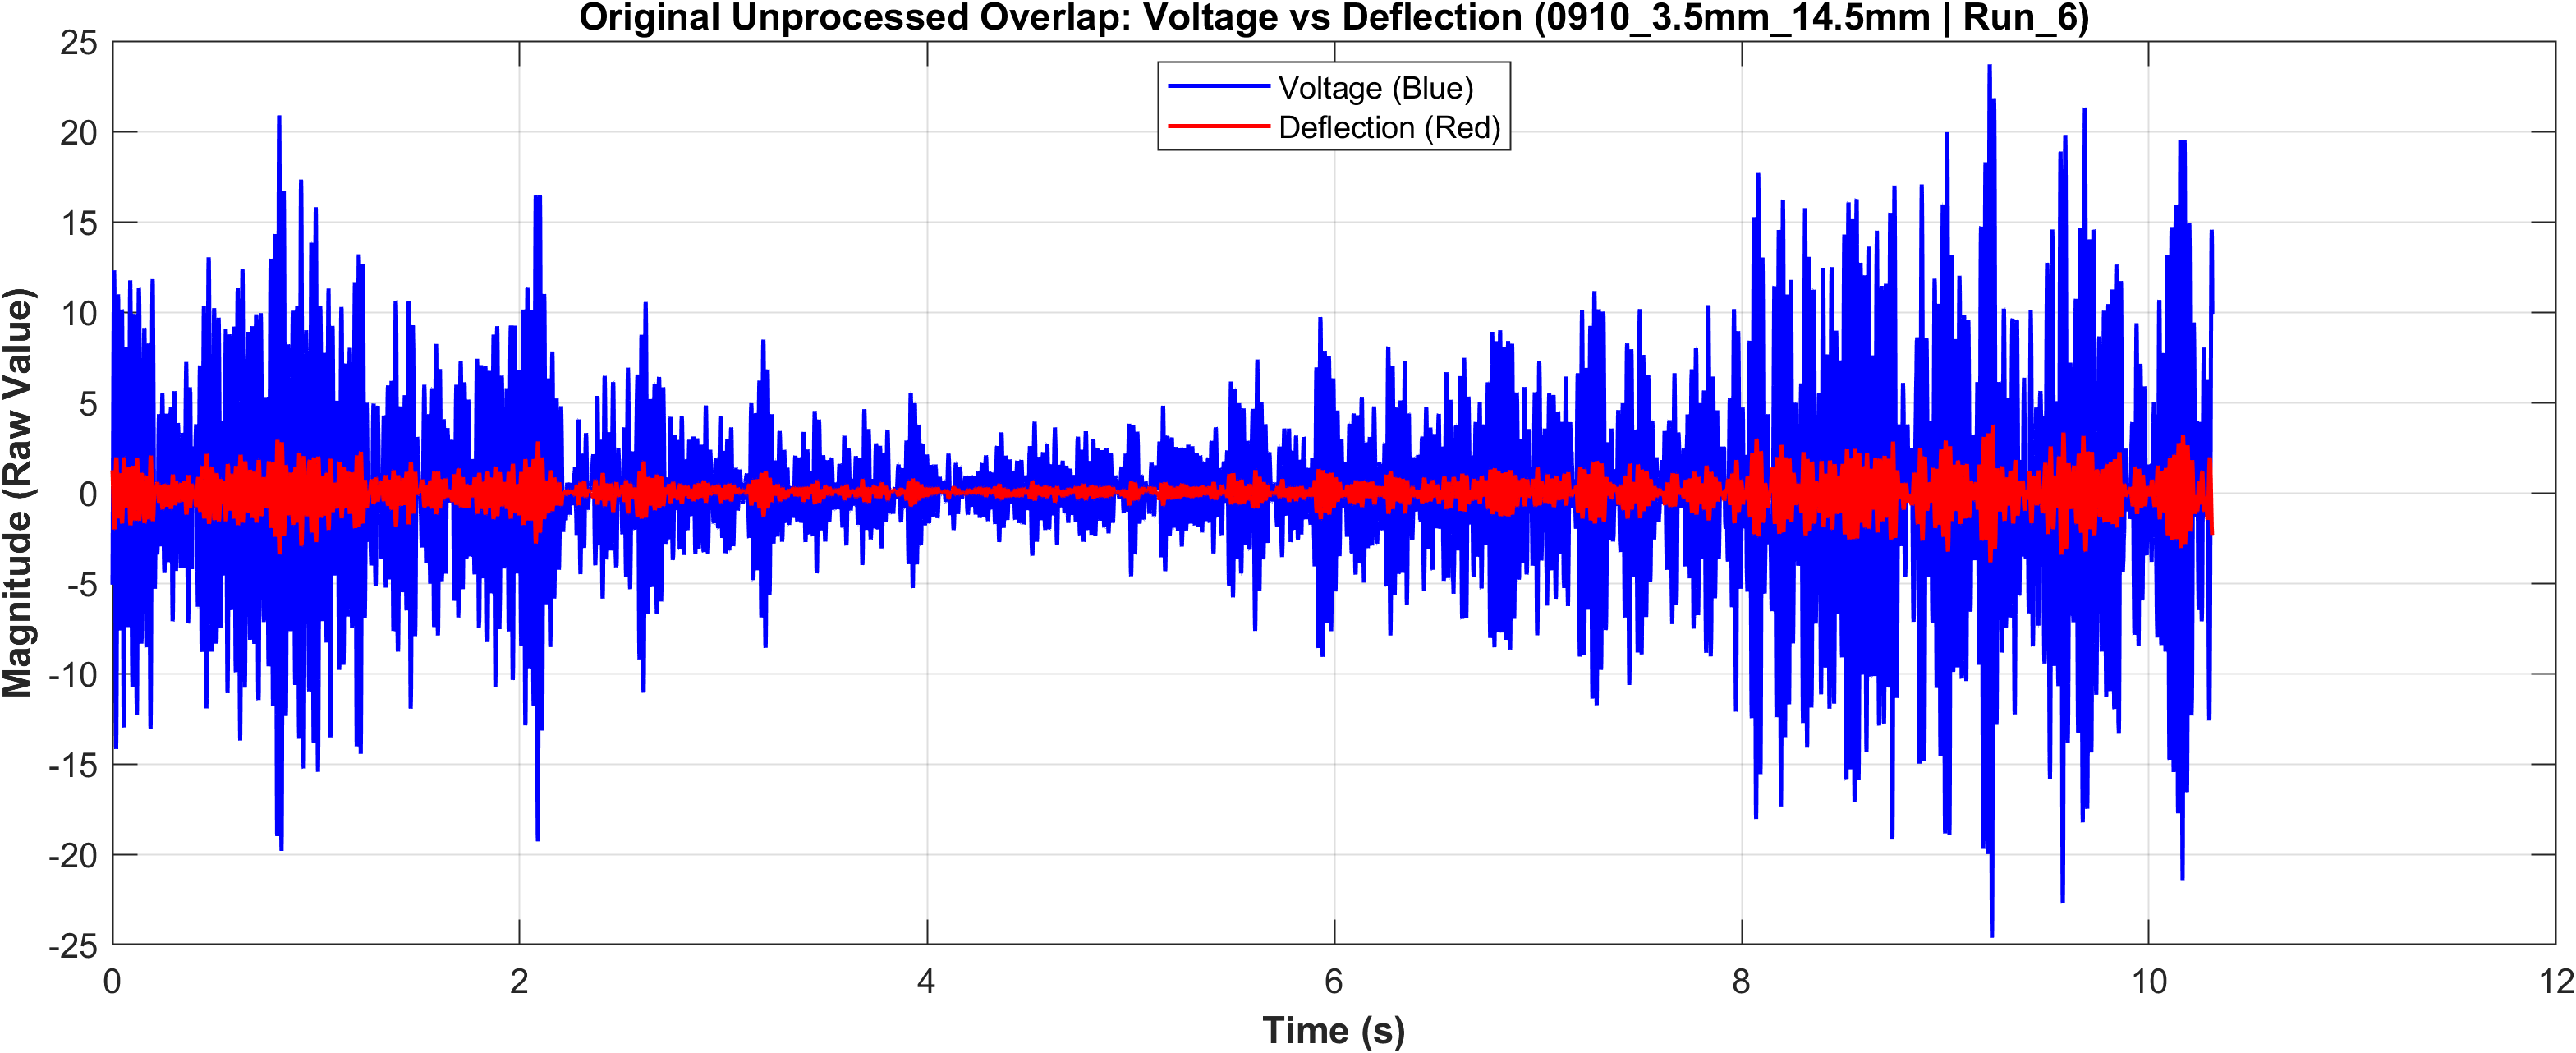 Original Unprocessed Overlap: Voltage vs Deflection (0910_3.5mm_14.5mm | Run_6)
Voltage (Blue)
Deflection (Red)
Magnitude (Raw Value)
25
20
15
10
5
0
-5
-10
-15
-20
-25
0 2 4 6 8 10 12
Time (s)